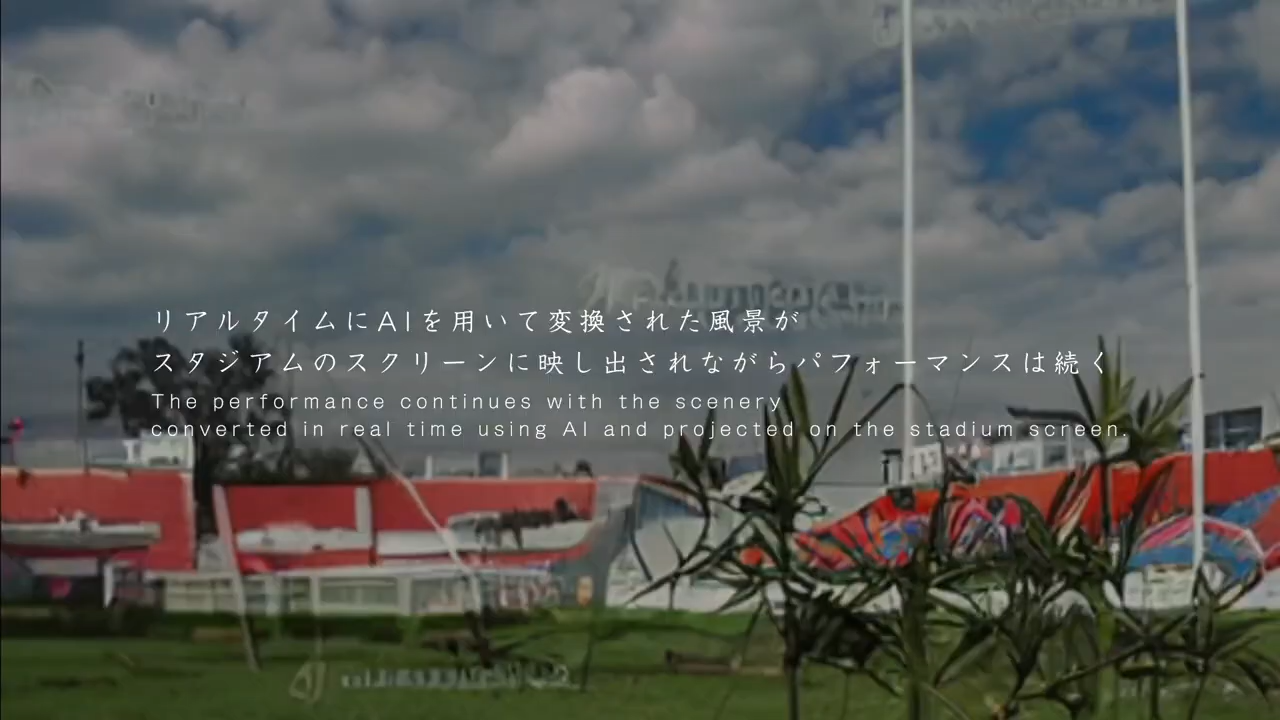 リアルタイムにAIを用いて変換された風景が
スタジアムのスクリーンに映し出されながらパフォーマンスは続く
The performance continues with the scenery
converted in real time using AI and projected on the stadium screen.